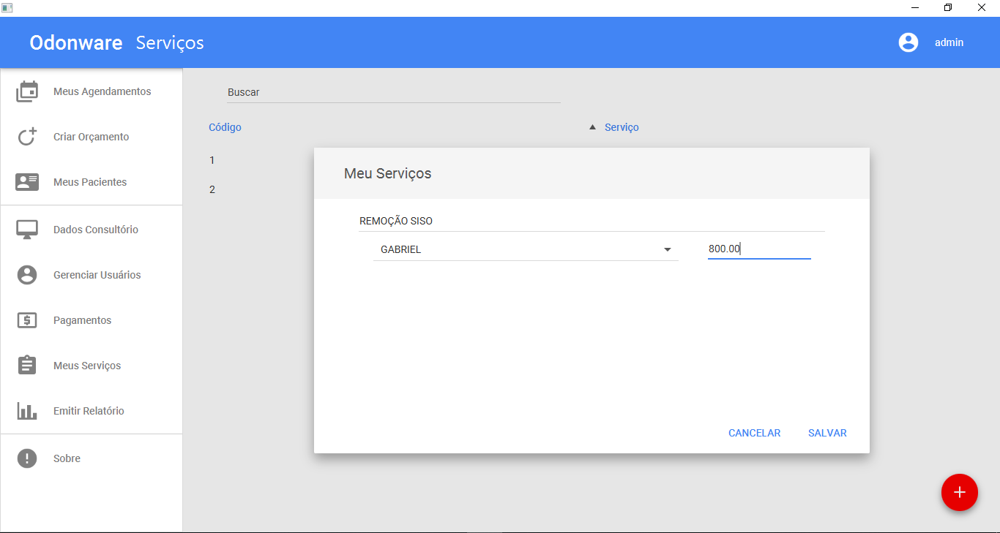 Odonware Serviços
admin
Meus Agendamentos
Criar Orçamento
Meus Pacientes
Dados Consultório
Gerenciar Usuários
Pagamentos
Meus Serviços
Emitir Relatório
Sobre
Buscar
Código Serviço
1
2
Meu Serviços
REMOÇÃO SISO
GABRIEL 800.00
CANCELAR SALVAR